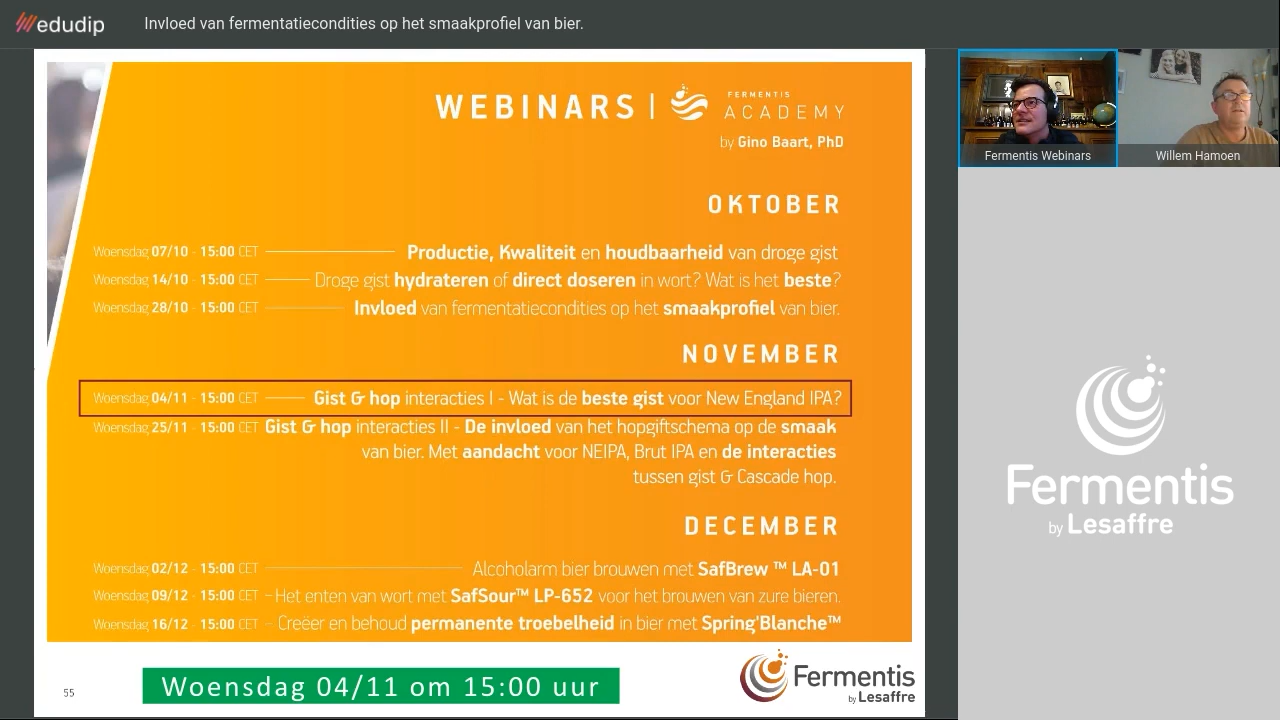 edudip
Invloed van fermentatiecondities op het smaakprofiel van bier.
WEBINARS | FERMENTIS ACADEMY
by Gino Baart, PhD
OKTOBER
Woensdag 07/10 - 15:00 CET Productie, Kwaliteit en houdbaarheid van droge gist
Woensdag 14/10 - 15:00 CET Droge gist hydrateren of direct doseren in wort? Wat is het beste?
Woensdag 28/10 - 15:00 CET Invloed van fermentatiecondities op het smaakprofiel van bier.
NOVEMBER
Woensdag 04/11 - 15:00 CET Gist & hop interacties I - Wat is de beste gist voor New England IPA?
Woensdag 25/11 - 15:00 CET Gist & hop interacties II - De invloed van het hopgiftschema op de smaak
van bier. Met aandacht voor NEIPA, Brut IPA en de interacties
tussen gist & Cascade hop.
DECEMBER
Woensdag 02/12 - 15:00 CET Alcoholarm bier brouwen met SafBrew ™ LA-01
Woensdag 09/12 - 15:00 CET Het enten van wort met SafSour™ LP-652 voor het brouwen van zure bieren.
Woensdag 16/12 - 15:00 CET Creëer en behoud permanente troebelheid in bier met Spring'Blanche™
55
Woensdag 04/11 om 15:00 uur
Fermentis
by Lesaffre
Fermentis Webinars
Willem Hamoen
Fermentis
by Lesaffre